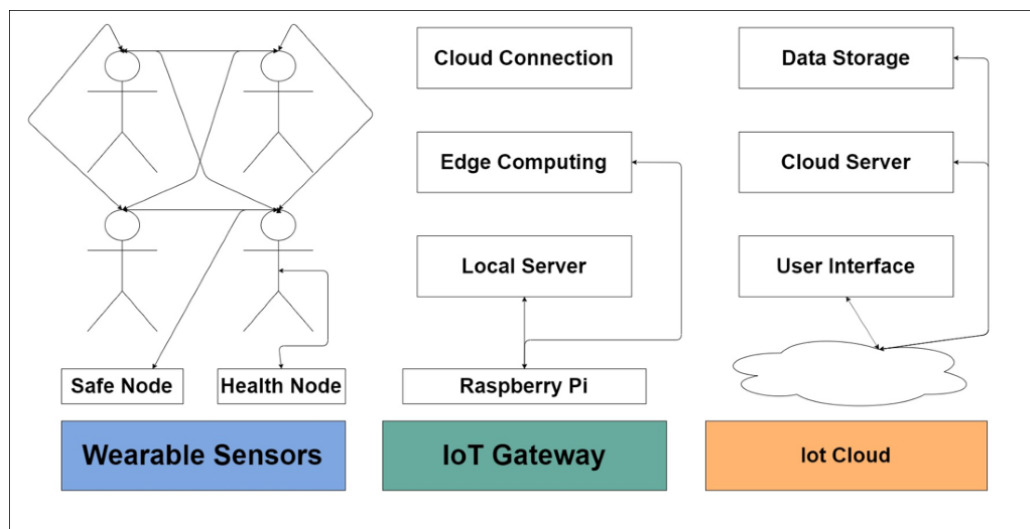 Cloud Connection
Data Storage
Edge Computing
Cloud Server
Local Server
User Interface
Safe Node
Health Node
Raspberry Pi
Wearable Sensors
IoT Gateway
Iot Cloud